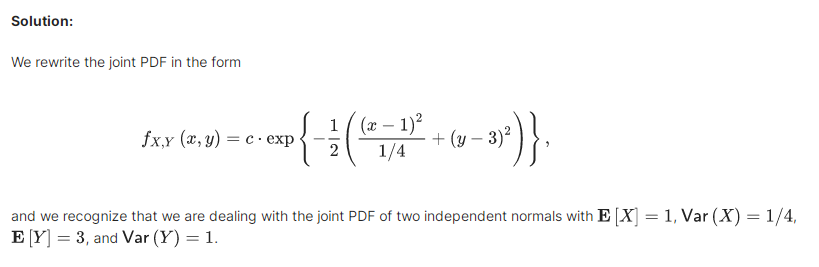 Solution:
We rewrite the joint PDF in the form
f_{X,Y} (x, y) = c · exp { −\frac{1}{2} ( \frac{(x − 1)^2}{1/4} + (y − 3)^2 ) },
and we recognize that we are dealing with the joint PDF of two independent normals with E [X] = 1, Var (X) = 1/4,
E [Y] = 3, and Var (Y) = 1.